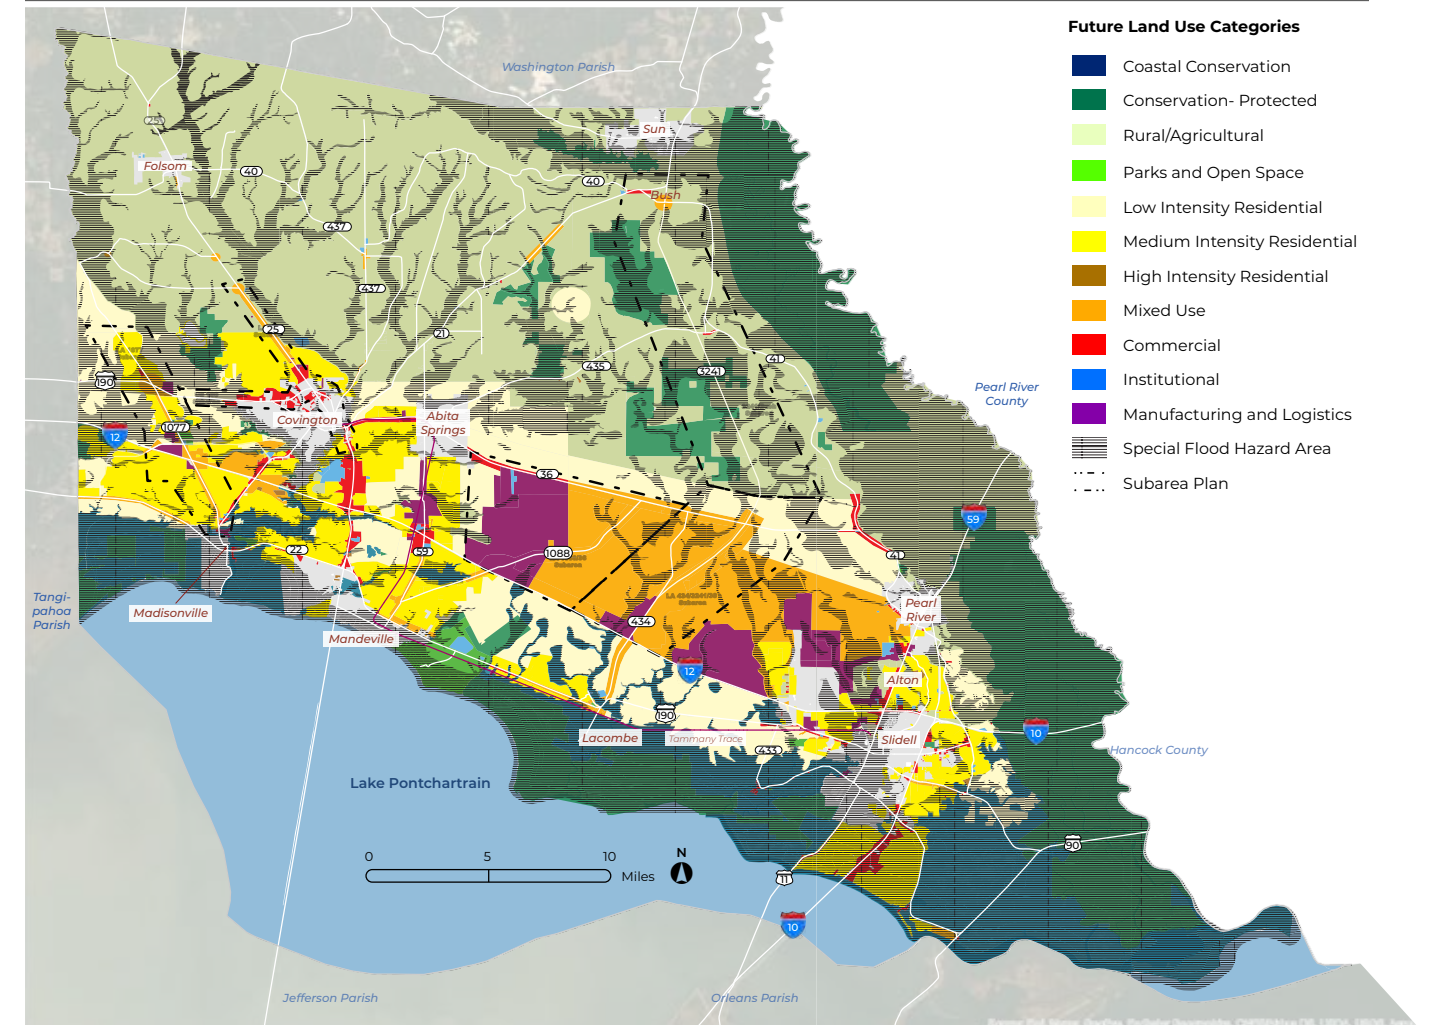 Future Land Use Categories
Coastal Conservation
Conservation- Protected
Rural/Agricultural
Parks and Open Space
Low Intensity Residential
Medium Intensity Residential
High Intensity Residential
Mixed Use
Commercial
Institutional
Manufacturing and Logistics
Special Flood Hazard Area
Subarea Plan
Washington Parish
Sun
25
Folsom
40
40
Bush
437
437
25
21
41
435
3241
190
Pearl River
County
Covington
Abita
Springs
1077
12
36
59
22
59
1088
41
Tangi-
pahoa
Parish
Madisonville
Mandeville
434
Pearl
River
12
Alton
190
Lacombe
Tammany Trace
433
Slidell
10
Hancock County
Lake Pontchartrain
0
5
10
Miles
N
90
11
10
Jefferson Parish
Orleans Parish